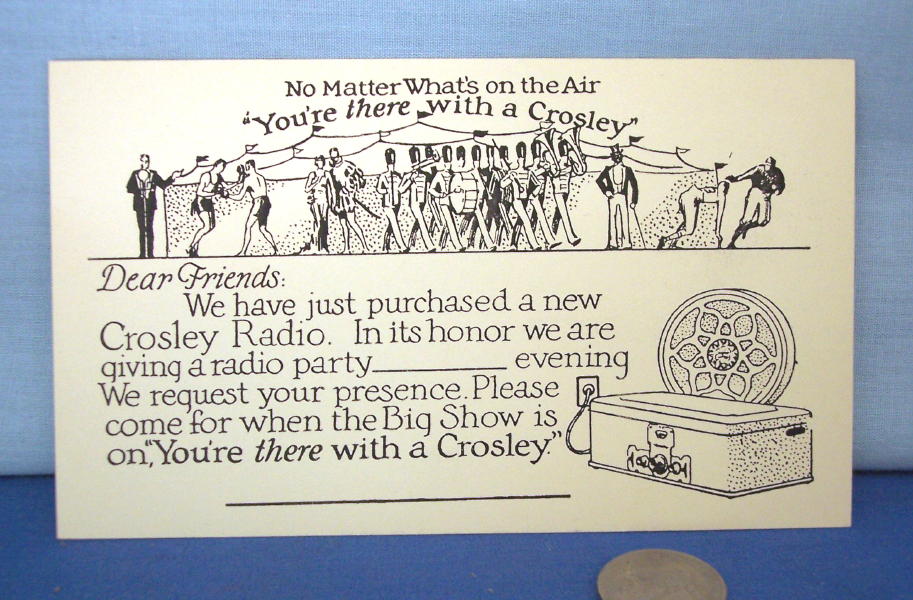 No Matter What's on the Air
"You're there with a Crosley"
Dear Friends:
We have just purchased a new
Crosley Radio. In its honor we are
giving a radio party________ evening
We request your presence. Please
come for when the Big Show is
on, "You're there with a Crosley."